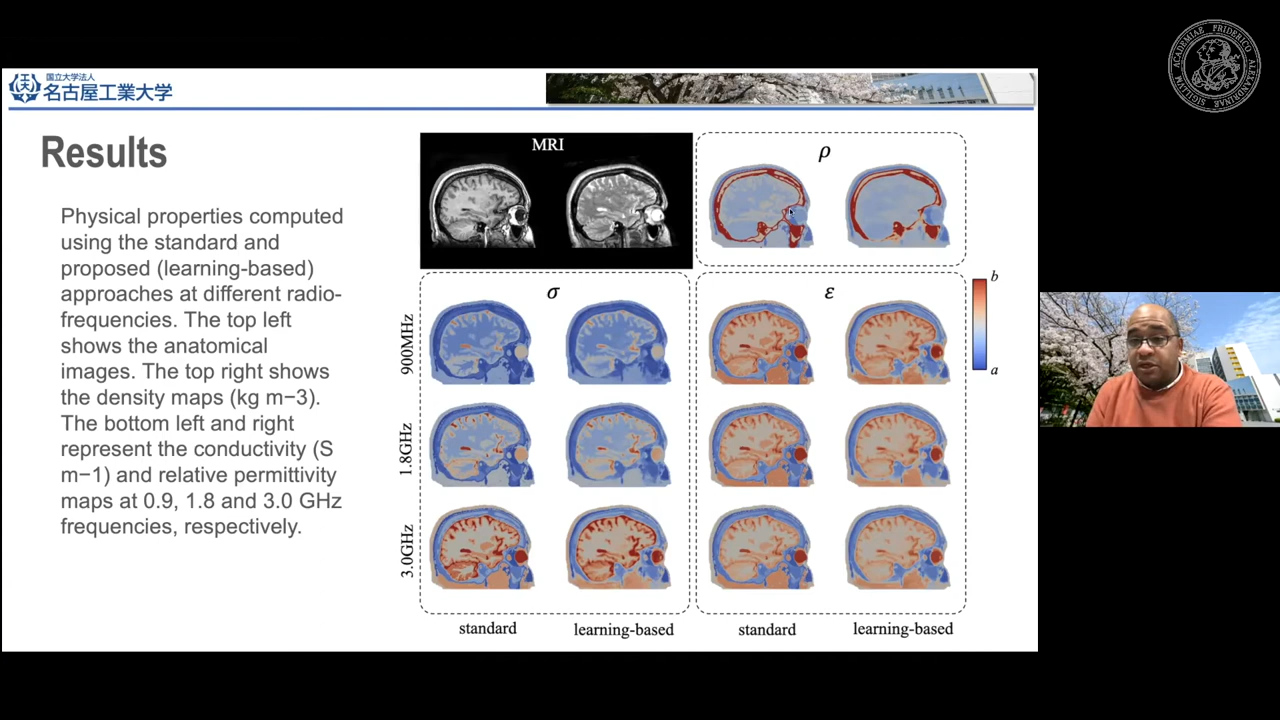 ACADEMIAE FRIDERICO
ALEXANDRINAE SIGILLVM
国立大学法人
名古屋工業大学
Results
Physical properties computed
using the standard and
proposed (learning-based)
approaches at different radio-
frequencies. The top left
shows the anatomical
images. The top right shows
the density maps (kg m−3).
The bottom left and right
represent the conductivity (S
m−1) and relative permittivity
maps at 0.9, 1.8 and 3.0 GHz
frequencies, respectively.
MRI
ρ
σ
ε
b
a
900MHz
1.8GHz
3.0GHz
standard
learning-based
standard
learning-based